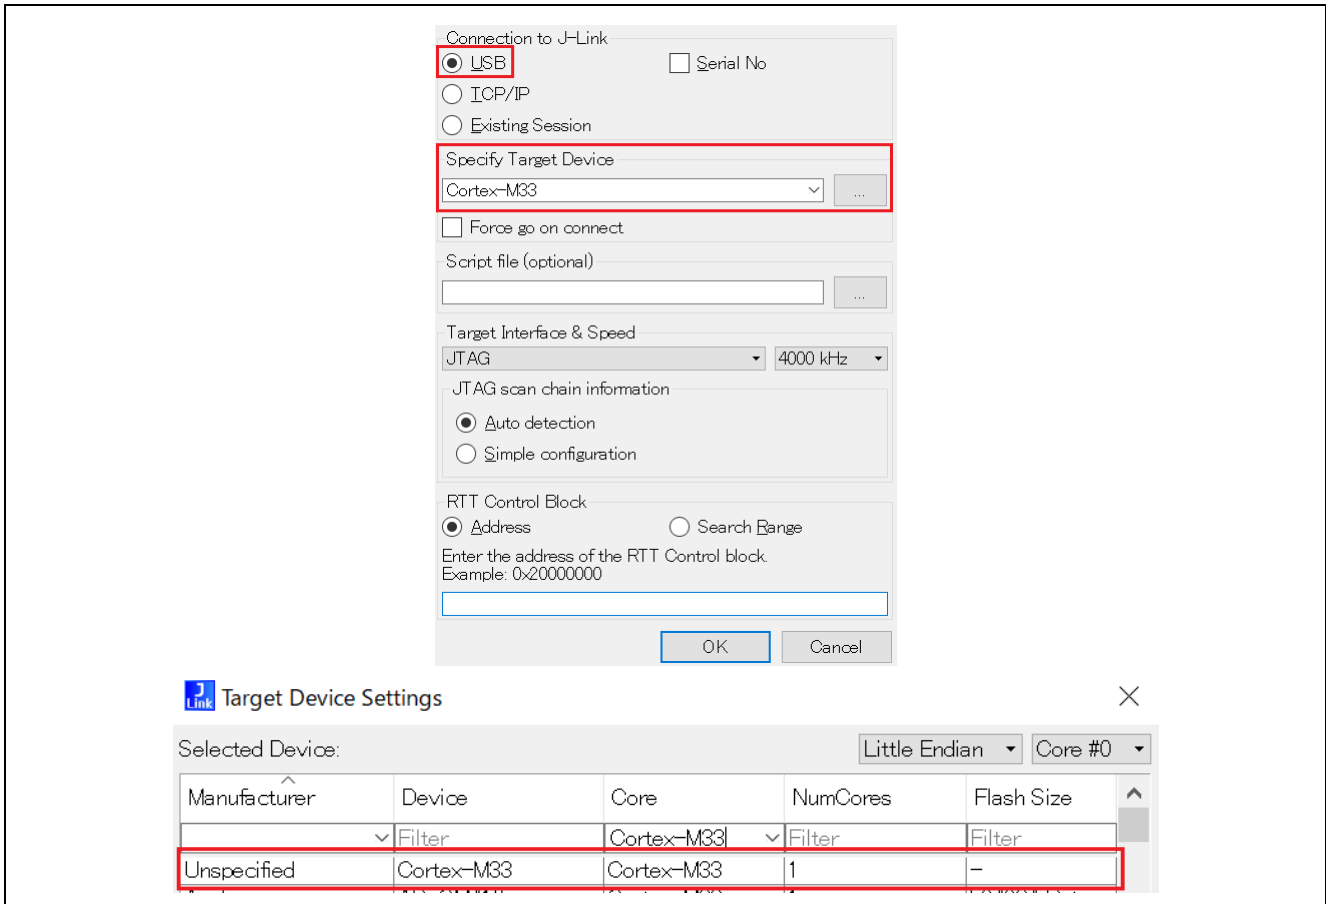 Connection to J-Link
USB
Serial No
TCP/IP
Existing Session
Specify Target Device
Cortex-M33
...
Force go on connect
Script file (optional)
...
Target Interface & Speed
JTAG
4000 kHz
JTAG scan chain information
Auto detection
Simple configuration
RTT Control Block
Address
Search Range
Enter the address of the RTT Control block.
Example: 0x20000000
OK
Cancel
J Link
Target Device Settings
Selected Device:
Little Endian
Core #0
Manufacturer Device Core NumCores Flash Size
Filter Cortex-M33 Filter Filter
Unspecified Cortex-M33 Cortex-M33 1 -